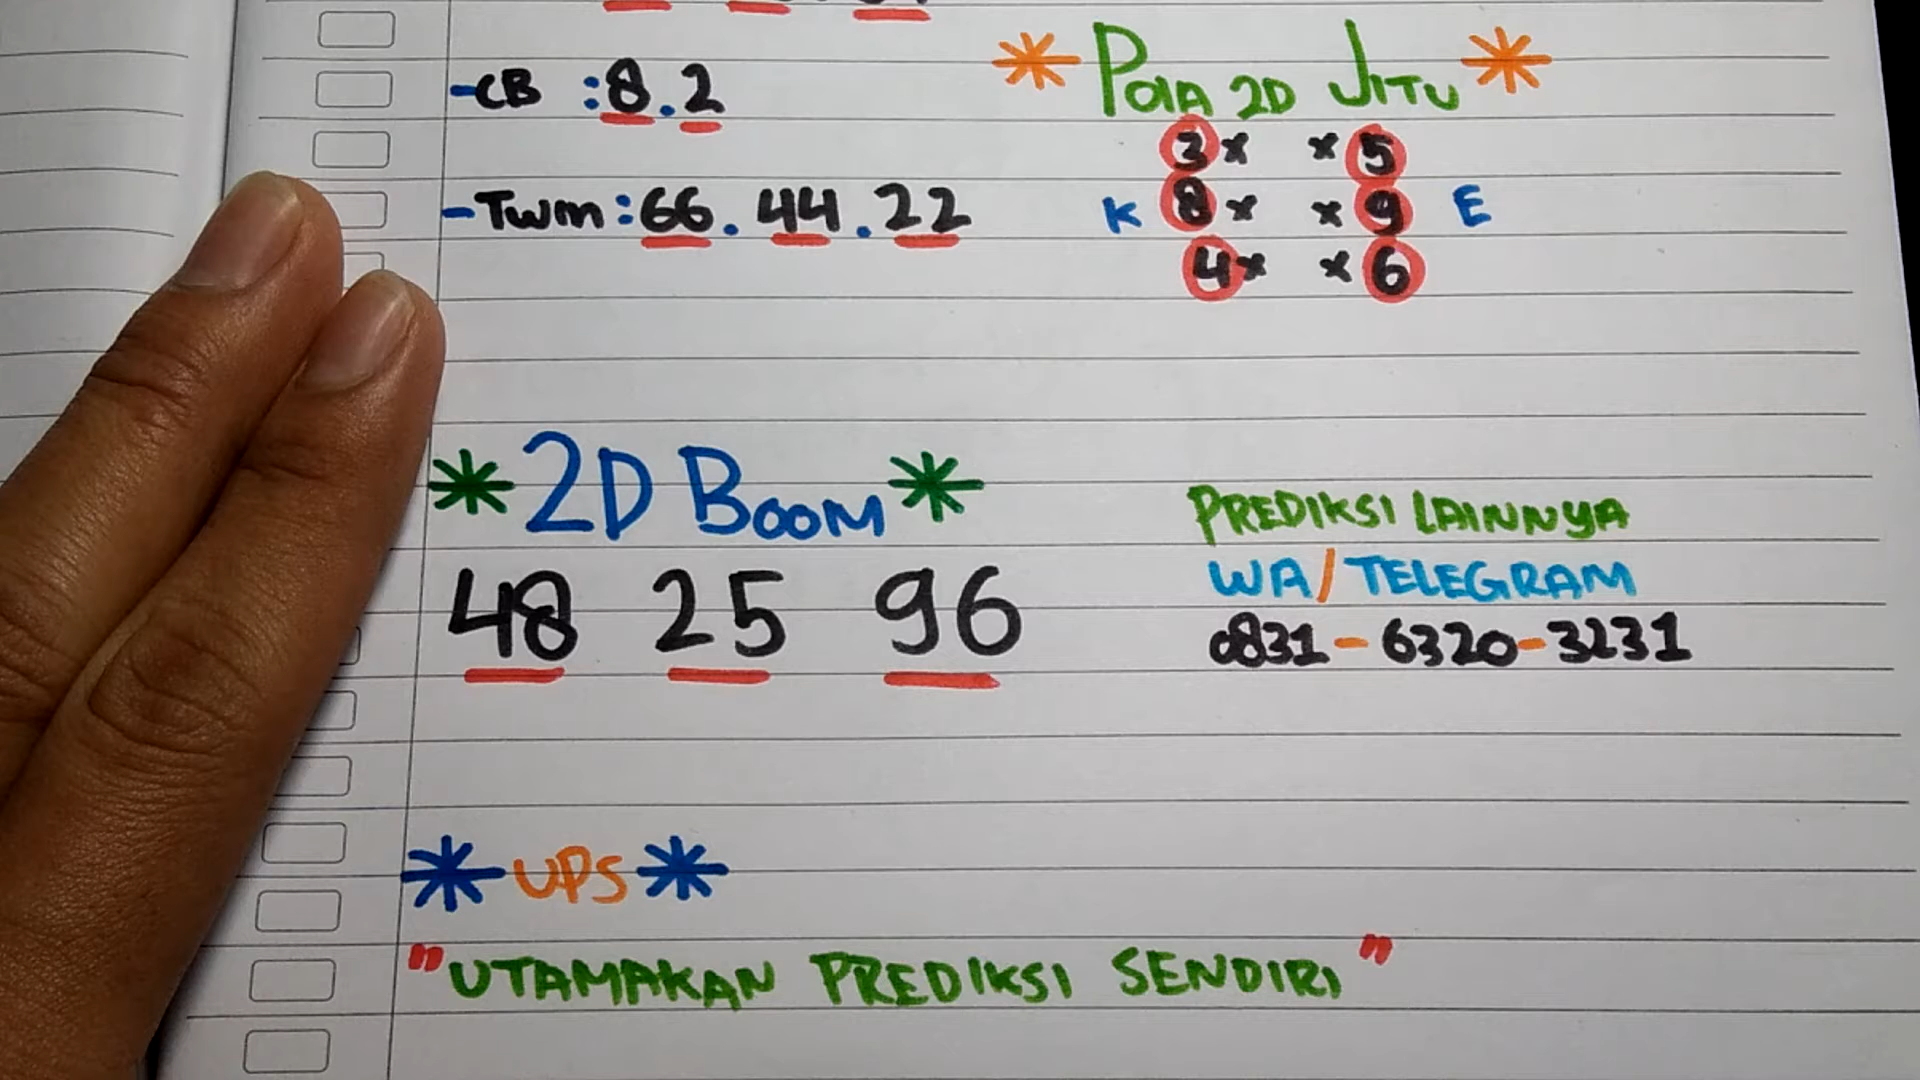 -CB :8.2
-Twm:66.44.22
* POLA 2D JITU *
3x x5
K 8x x9 E
4x x6
*2D BOOM*
48 25 96
PREDIKSI LAINNYA
WA/TELEGRAM
0831-6320-3231
*UPS*
"UTAMAKAN PREDIKSI SENDIRI"